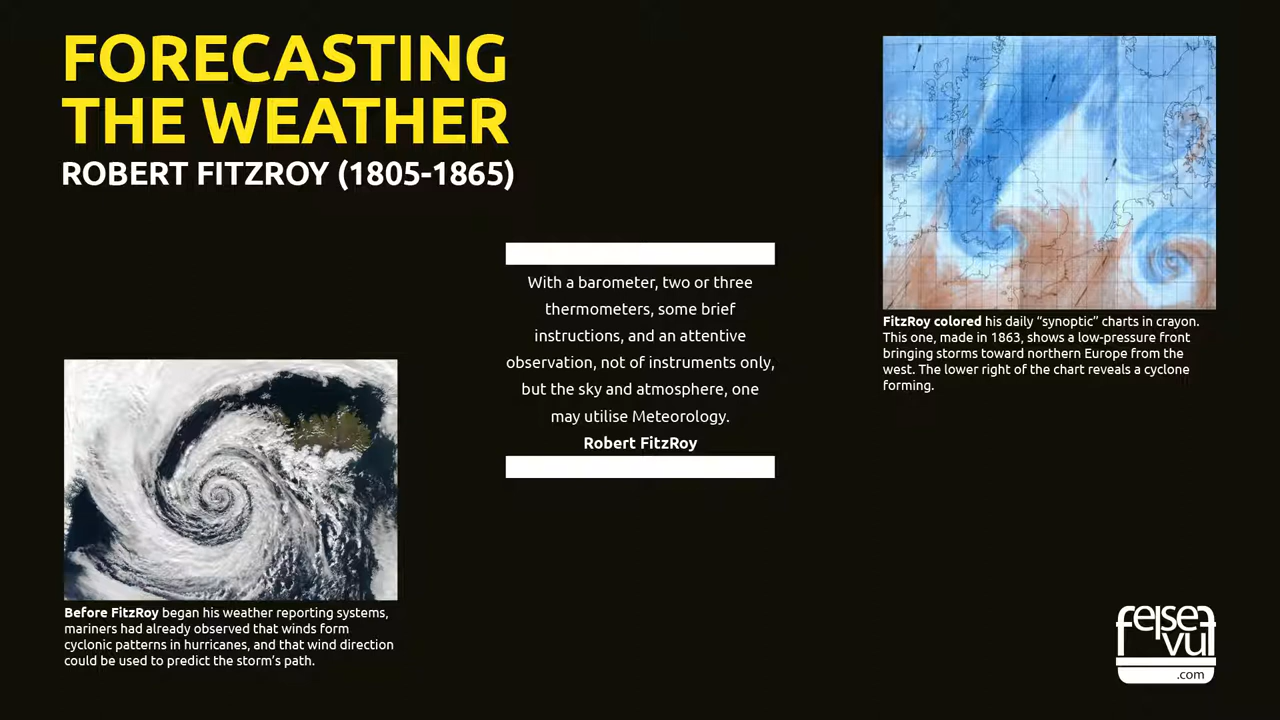 FORECASTING
THE WEATHER
ROBERT FITZROY (1805-1865)
With a barometer, two or three
thermometers, some brief
instructions, and an attentive
observation, not of instruments only,
but the sky and atmosphere, one
may utilise Meteorology.
Robert FitzRoy
FitzRoy colored his daily “synoptic” charts in crayon.
This one, made in 1863, shows a low-pressure front
bringing storms toward northern Europe from the
west. The lower right of the chart reveals a cyclone
forming.
Before FitzRoy began his weather reporting systems,
mariners had already observed that winds form
cyclonic patterns in hurricanes, and that wind direction
could be used to predict the storm’s path.
.com